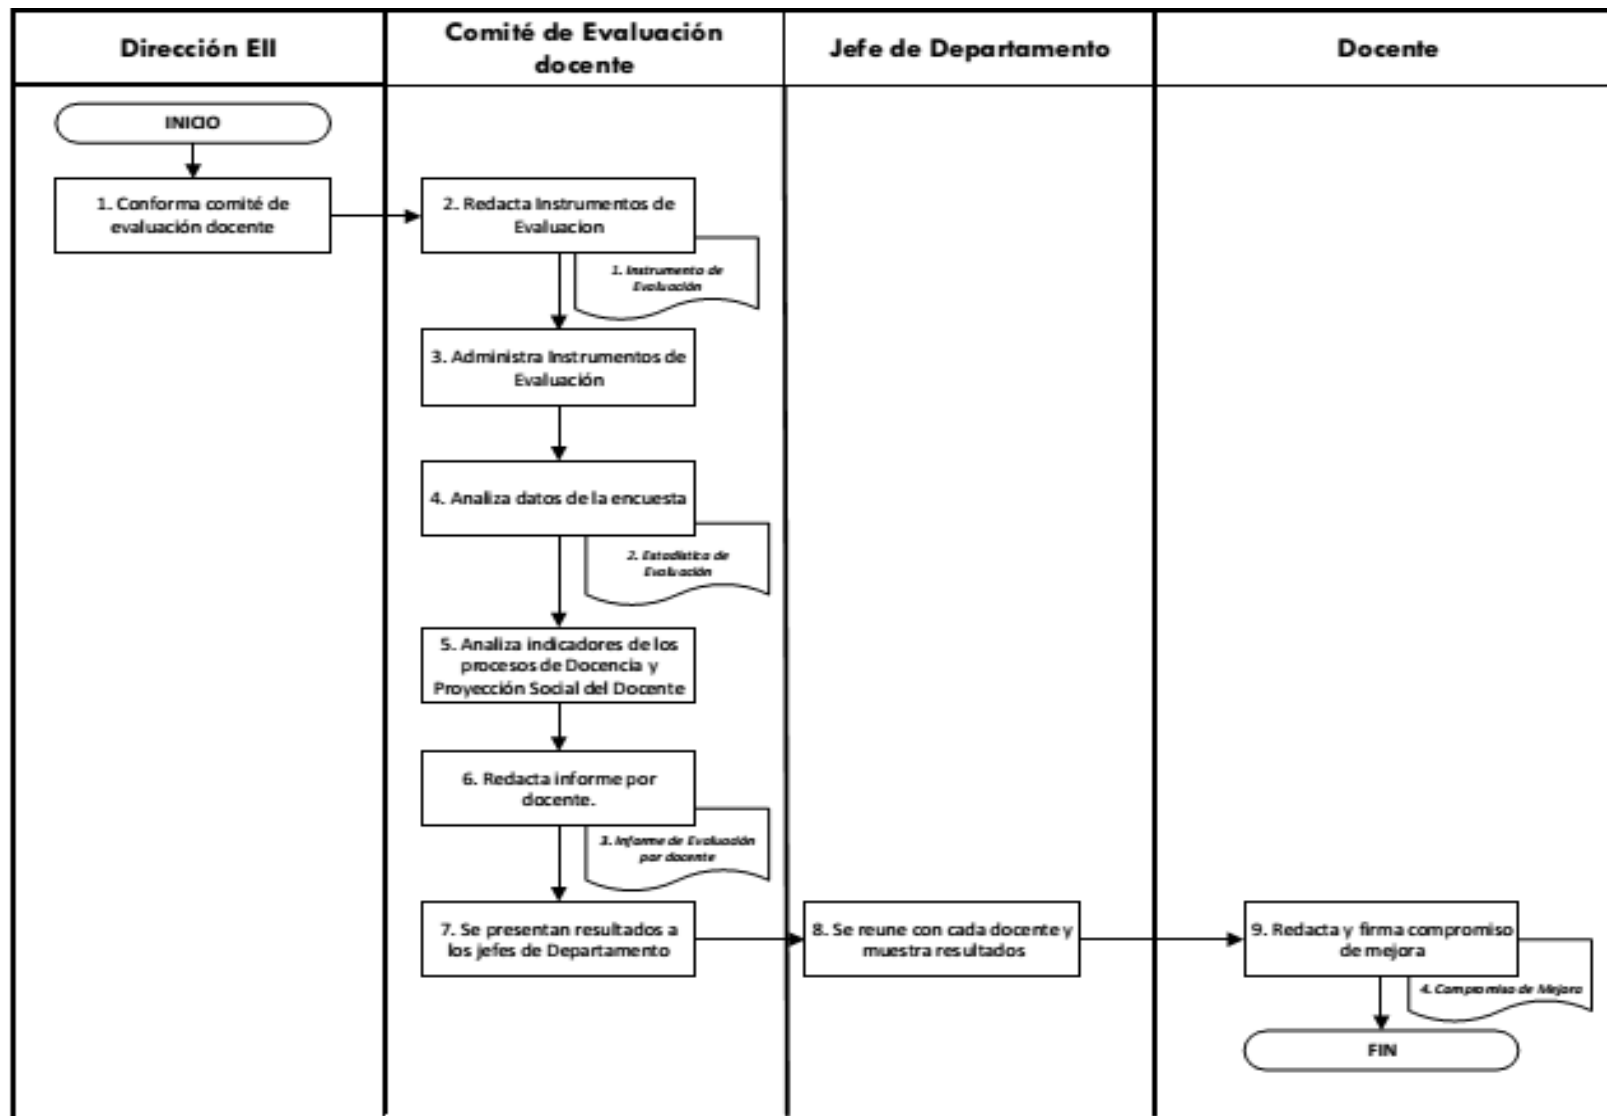 Dirección EII
Comité de Evaluación
docente
Jefe de Departamento
Docente
INICIO
1. Conforma comité de
evaluación docente
2. Redacta Instrumentos de
Evaluacion
1. Instrumento de
Evaluación
3. Administra Instrumentos de
Evaluación
4. Analiza datos de la encuesta
2. Estadística de
Evaluación
5. Analiza indicadores de los
procesos de Docencia y
Proyección Social del Docente
6. Redacta informe por
docente.
3. Informe de Evaluación
por docente
7. Se presentan resultados a
los jefes de Departamento
8. Se reune con cada docente y
muestra resultados
9. Redacta y firma compromiso
de mejora
4. Compromiso de Mejora
FIN